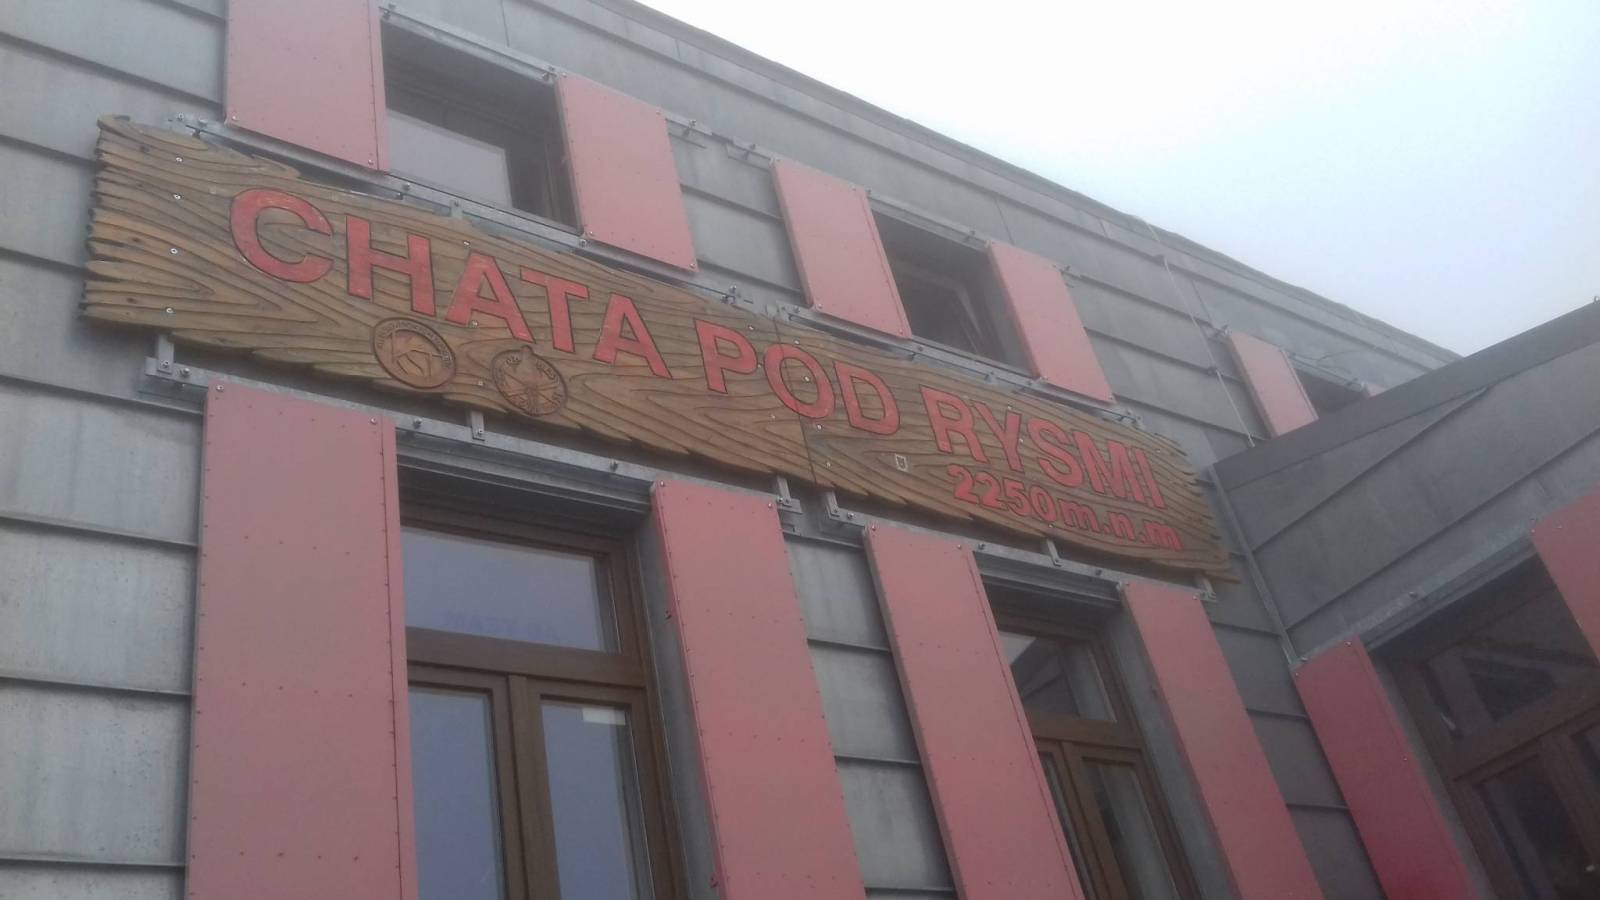 CHATA POD RYSMI
2250m.n.m